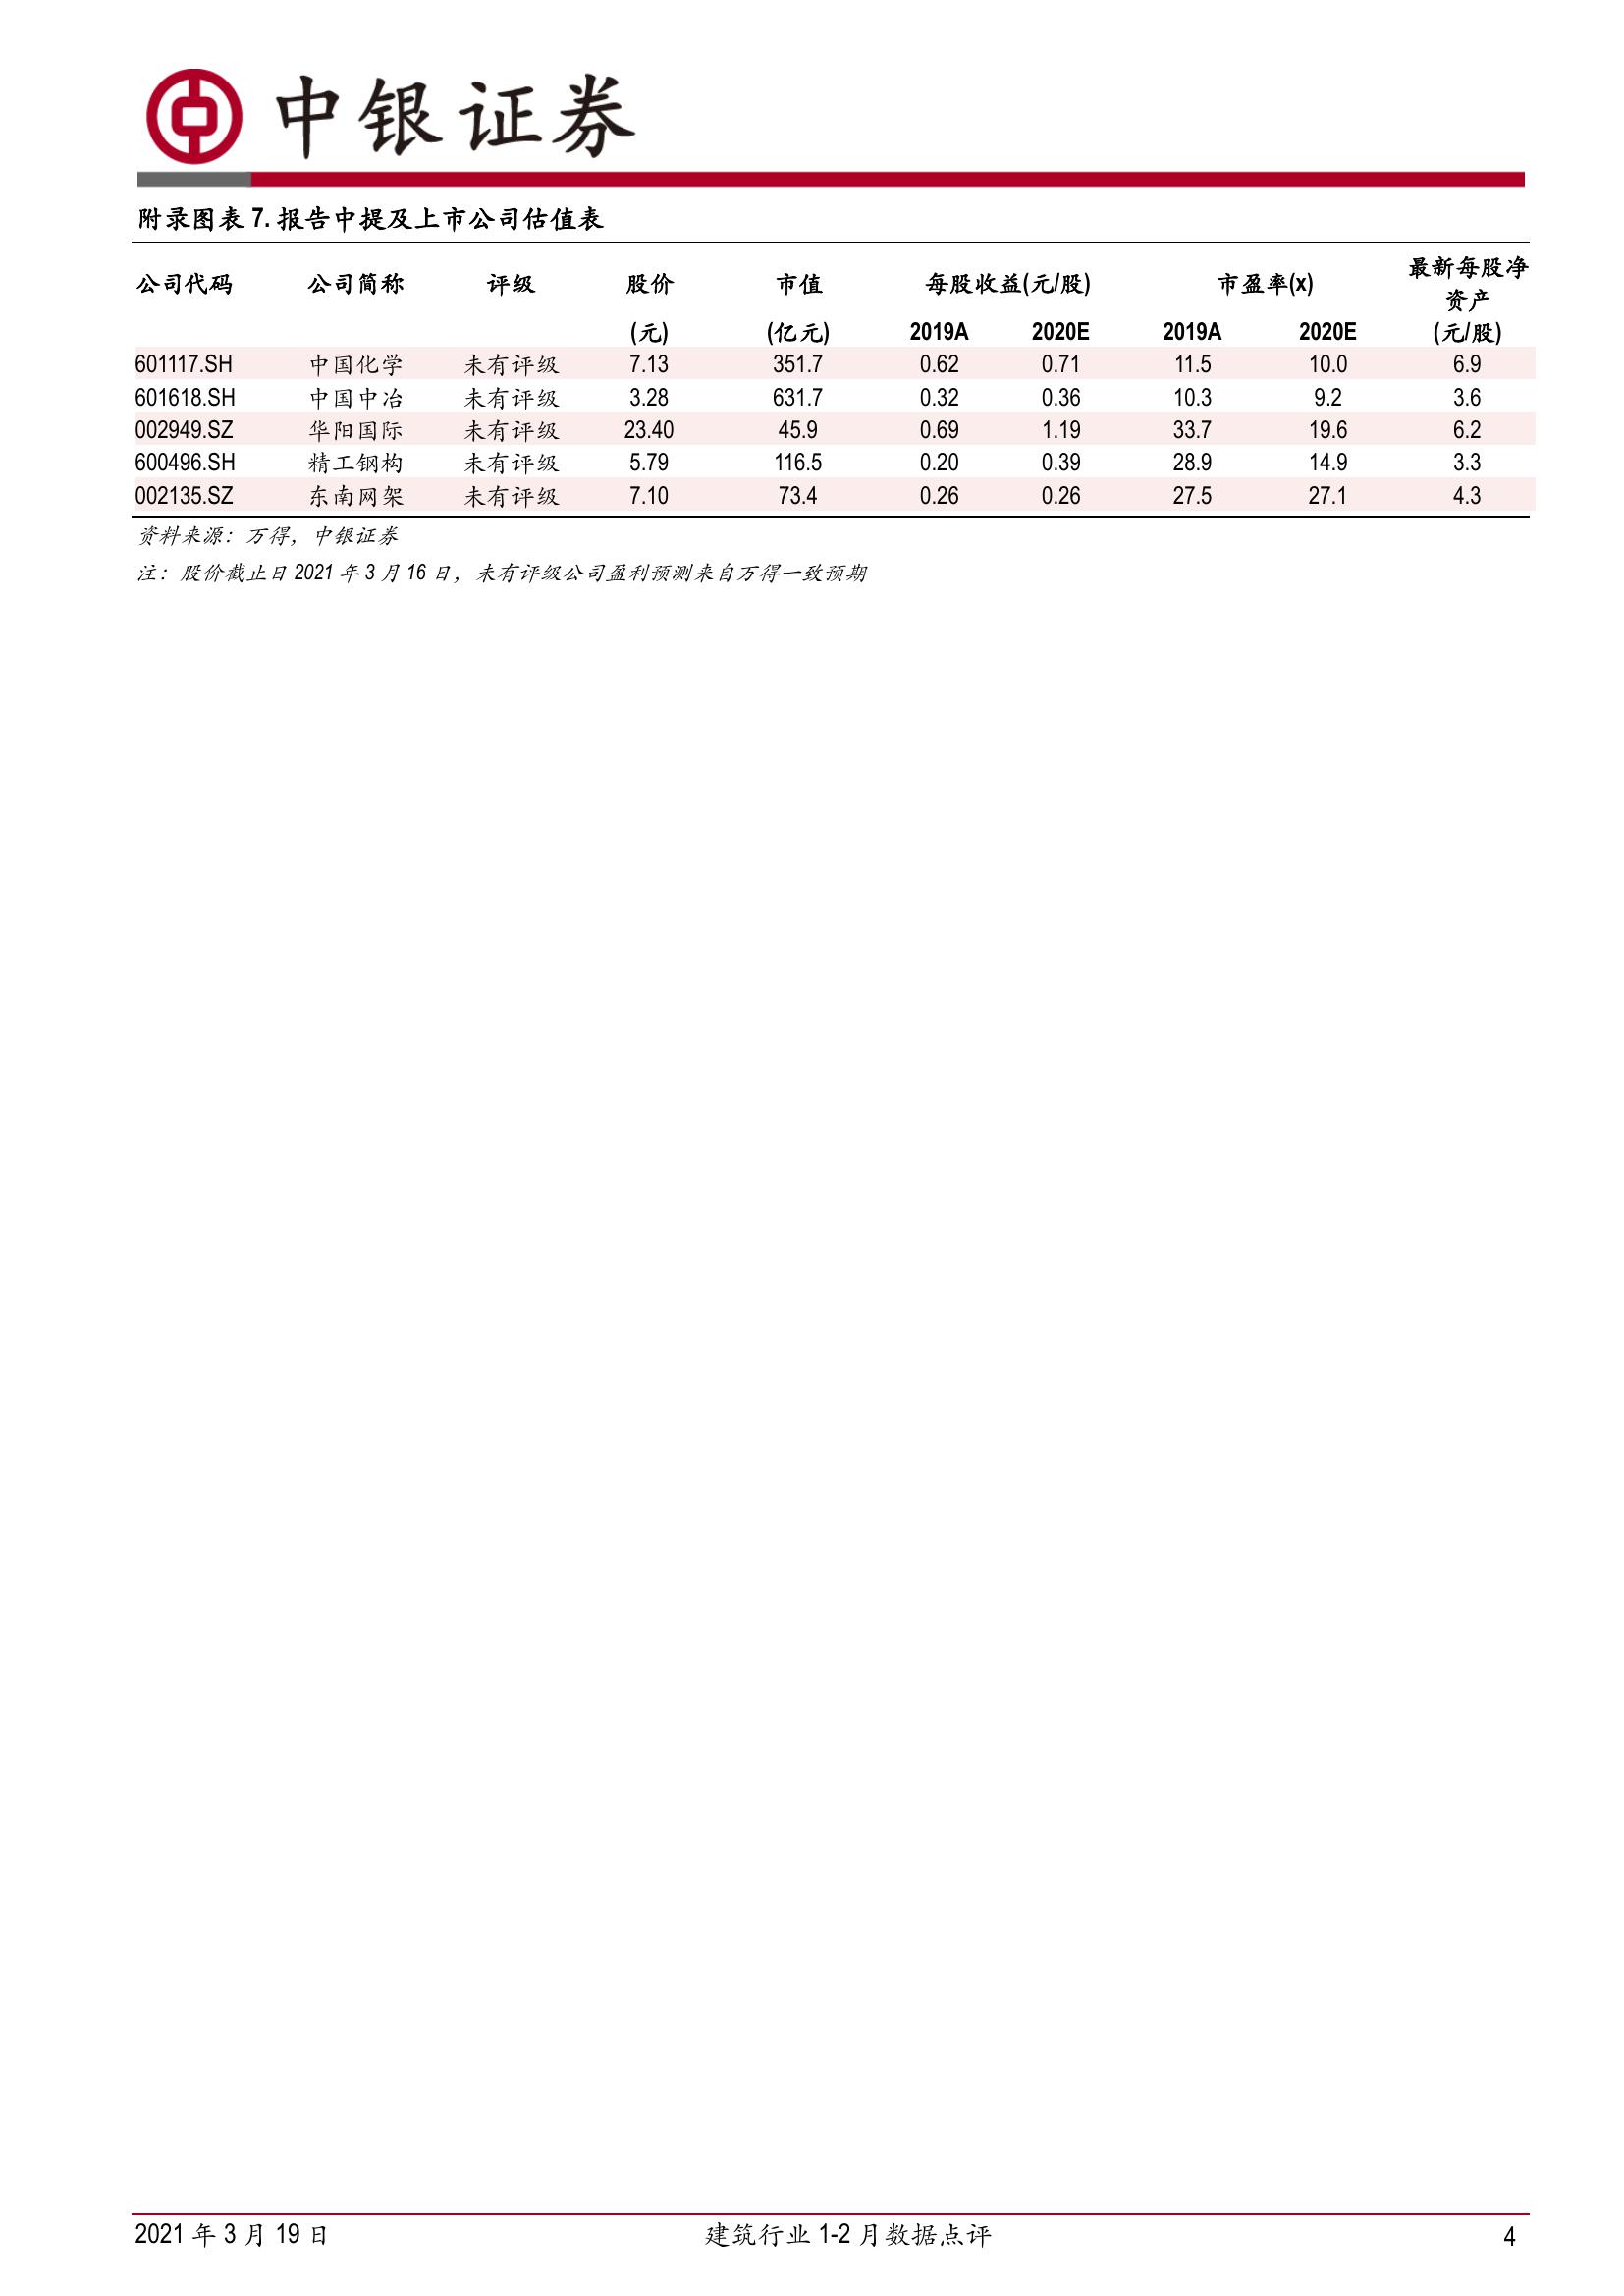 中银证券
附录图表 7. 报告中提及上市公司估值表
公司代码 公司简称 评级 股价 市值 每股收益(元/股) 市盈率(x) 最新每股净资产
(元) (亿元) 2019A 2020E 2019A 2020E (元/股)
601117.SH 中国化学 未有评级 7.13 351.7 0.62 0.71 11.5 10.0 6.9
601618.SH 中国中冶 未有评级 3.28 631.7 0.32 0.36 10.3 9.2 3.6
002949.SZ 华阳国际 未有评级 23.40 45.9 0.69 1.19 33.7 19.6 6.2
600496.SH 精工钢构 未有评级 5.79 116.5 0.20 0.39 28.9 14.9 3.3
002135.SZ 东南网架 未有评级 7.10 73.4 0.26 0.26 27.5 27.1 4.3
资料来源：万得，中银证券
注：股价截止日 2021 年 3 月 16 日，未有评级公司盈利预测来自万得一致预期
2021 年 3 月 19 日 建筑行业 1-2 月数据点评 4